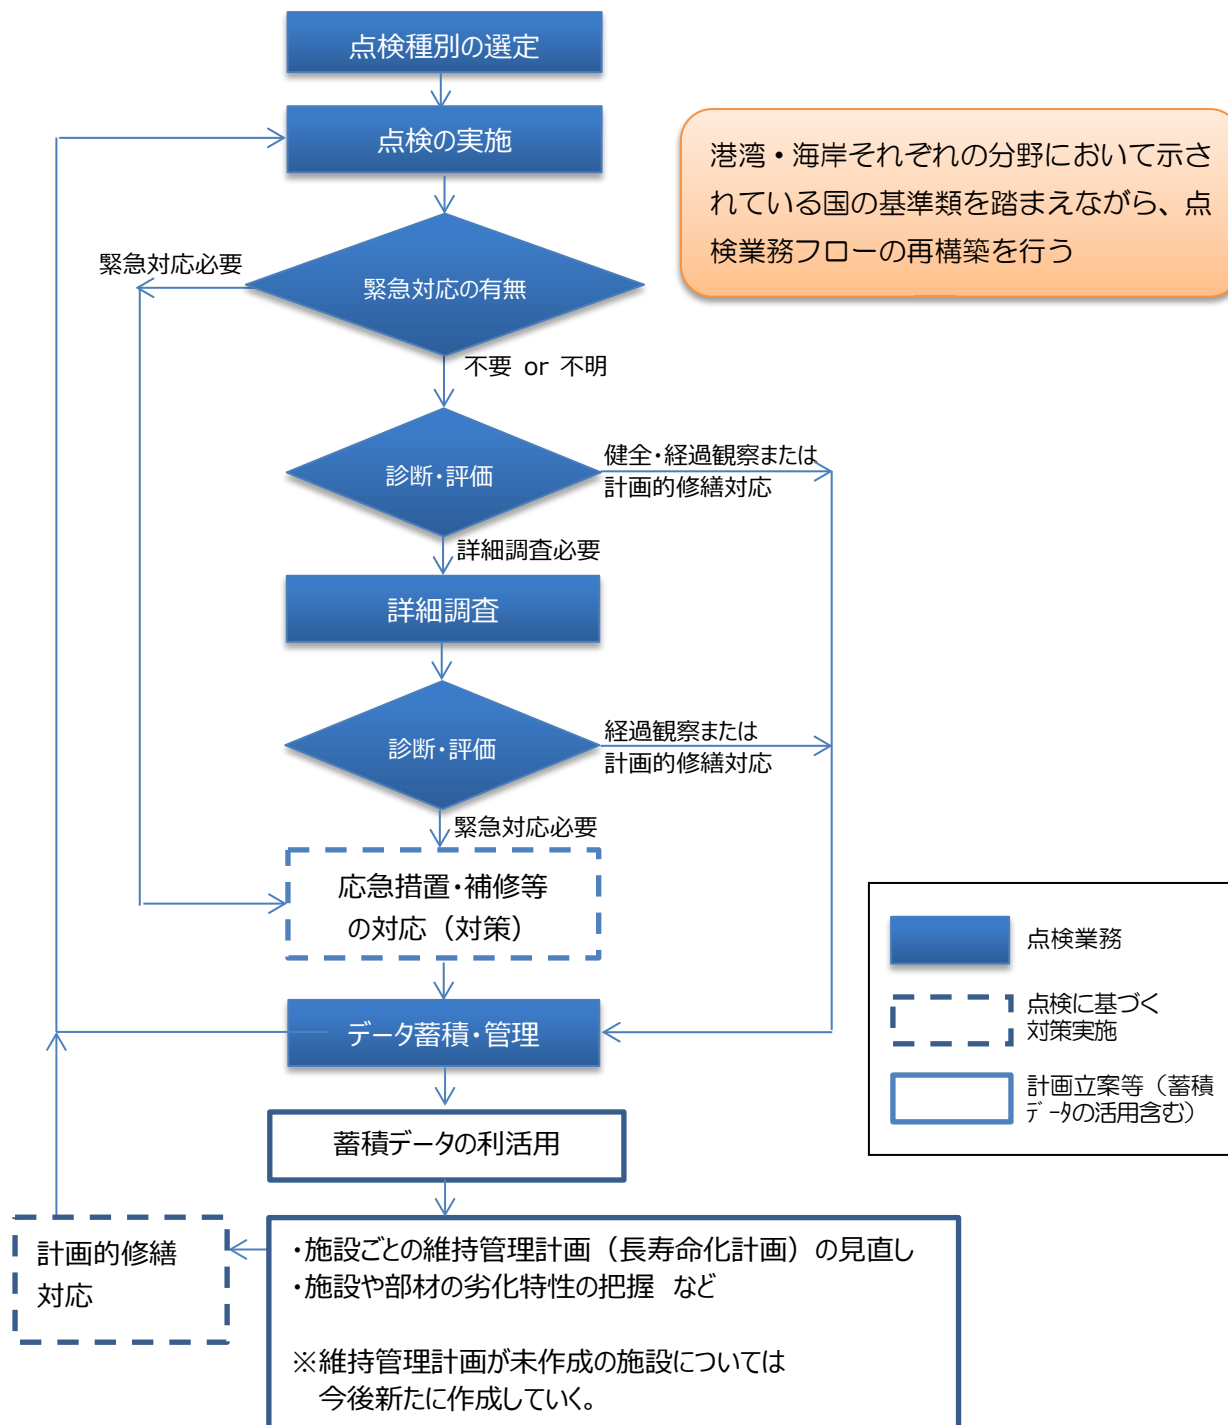 点検種別の選定
点検の実施
港湾・海岸それぞれの分野において示さ
れている国の基準類を踏まえながら、点
検業務フローの再構築を行う
緊急対応必要
緊急対応の有無
不要 or 不明
診断・評価
健全・経過観察または
計画的修繕対応
詳細調査必要
詳細調査
診断・評価
経過観察または
計画的修繕対応
緊急対応必要
応急措置・補修等
の対応（対策）
データ蓄積・管理
点検業務
点検に基づく
対策実施
計画立案等（蓄積
ﾃﾞｰﾀの活用含む）
蓄積データの利活用
計画的修繕
対応
・施設ごとの維持管理計画（長寿命化計画）の見直し
・施設や部材の劣化特性の把握 など
※維持管理計画が未作成の施設については
今後新たに作成していく。